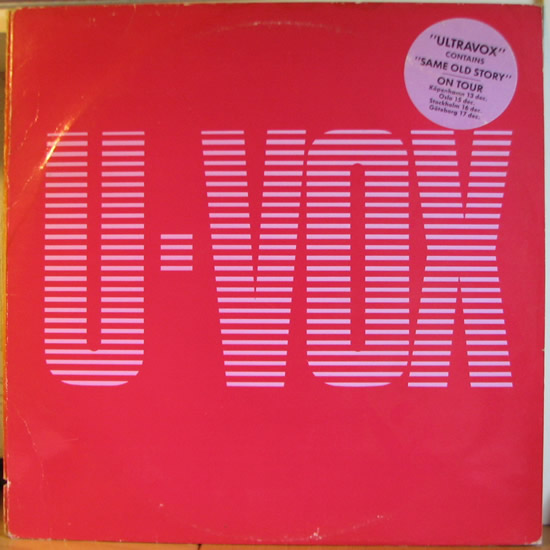 "ULTRAVOX"
CONTAINS
"SAME OLD STORY"
ON TOUR
Köpenhamn 13 dec.
Oslo 15 dec.
Stockholm 16 dec.
Göteborg 17 dec.
U-VOX